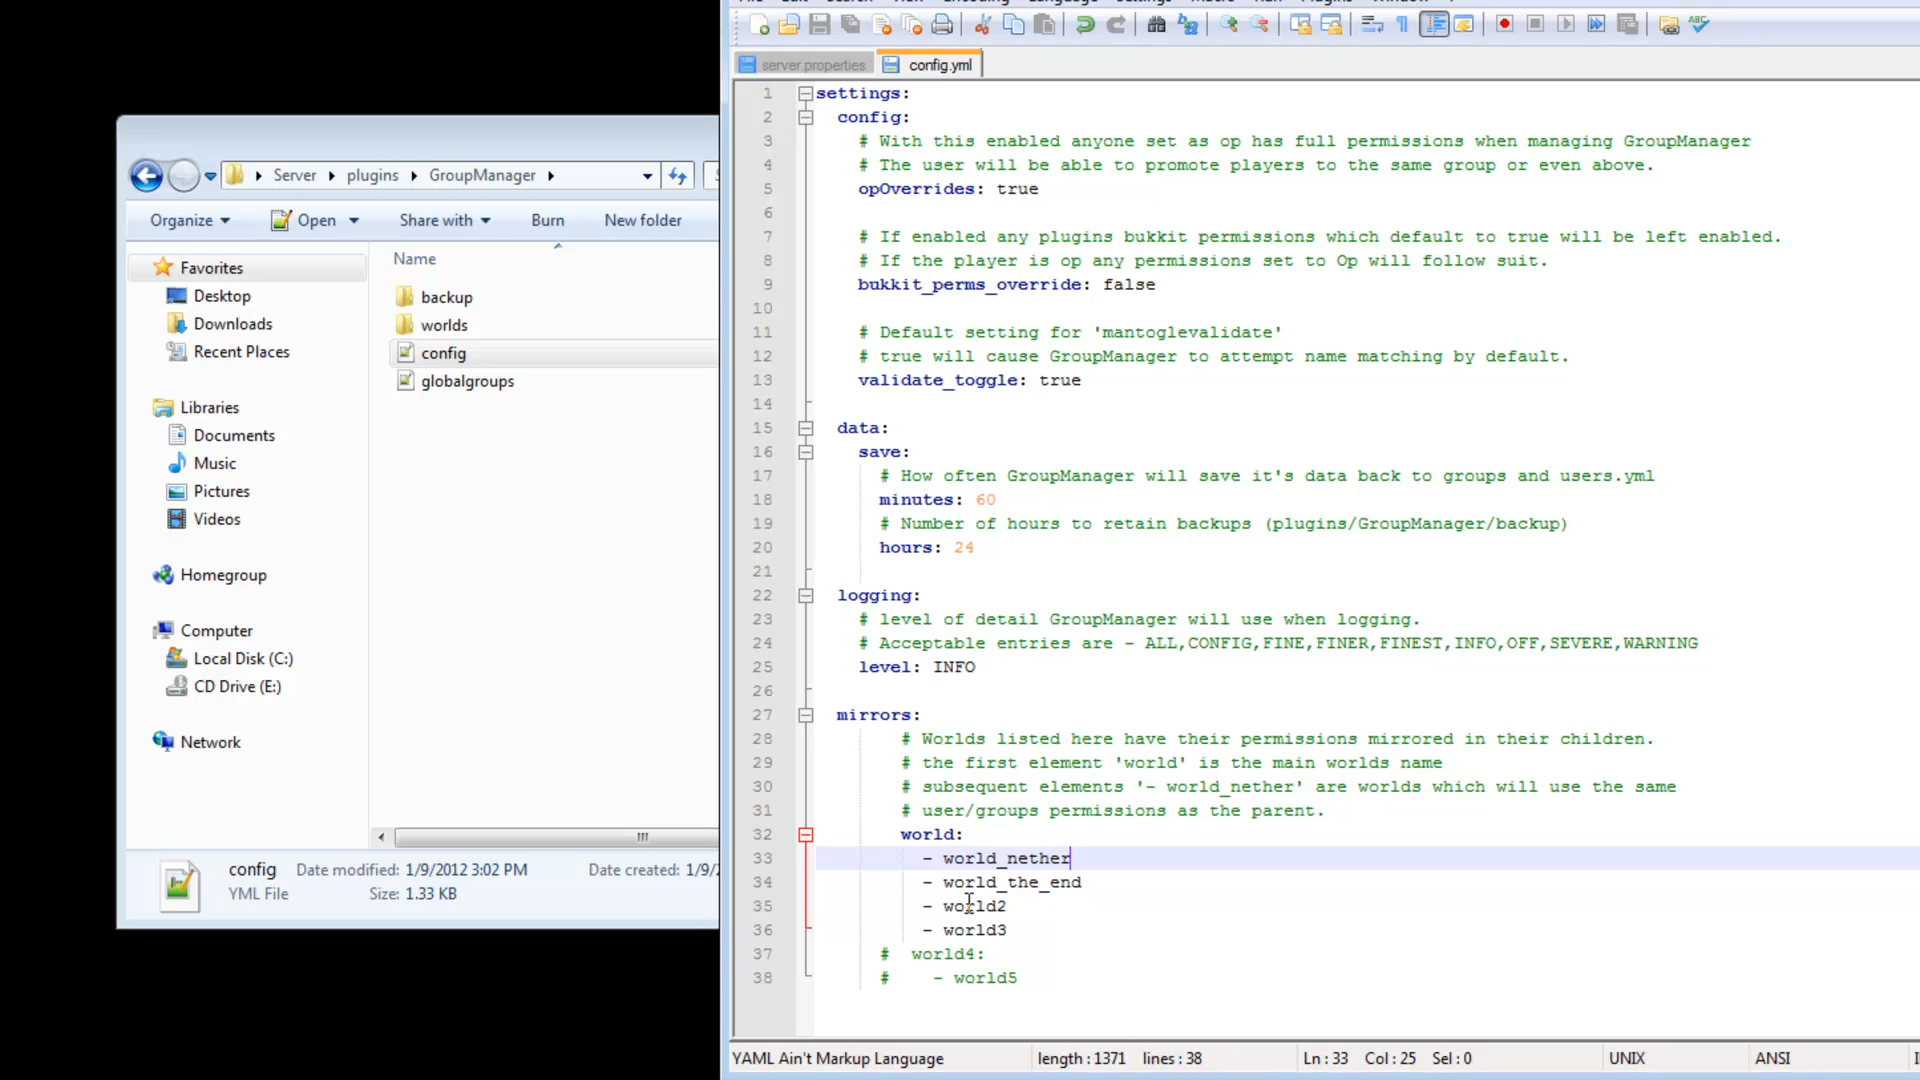 server.properties
config.yml
1 settings:
2 config:
3 # With this enabled anyone set as op has full permissions when managing GroupManager
4 # The user will be able to promote players to the same group or even above.
5 opOverrides: true
6
7 # If enabled any plugins bukkit permissions which default to true will be left enabled.
8 # If the player is op any permissions set to Op will follow suit.
9 bukkit_perms_override: false
10
11 # Default setting for 'mantoglevalidate'
12 # true will cause GroupManager to attempt name matching by default.
13 validate_toggle: true
14
15 data:
16 save:
17 # How often GroupManager will save it's data back to groups and users.yml
18 minutes: 60
19 # Number of hours to retain backups (plugins/GroupManager/backup)
20 hours: 24
21
22 logging:
23 # level of detail GroupManager will use when logging.
24 # Acceptable entries are - ALL,CONFIG,FINE,FINER,FINEST,INFO,OFF,SEVERE,WARNING
25 level: INFO
26
27 mirrors:
28 # Worlds listed here have their permissions mirrored in their children.
29 # the first element 'world' is the main worlds name
30 # subsequent elements '- world_nether' are worlds which will use the same
31 # user/groups permissions as the parent.
32 world:
33 - world_nether
34 - world_the_end
35 - world2
36 - world3
37 # world4:
38 # - world5
YAML Ain't Markup Language length : 1371 lines : 38 Ln : 33 Col : 25 Sel : 0 UNIX ANSI
Server plugins GroupManager
Organize Open Share with Burn New folder
Favorites
Desktop
Downloads
Recent Places
Libraries
Documents
Music
Pictures
Videos
Homegroup
Computer
Local Disk (C:)
CD Drive (E:)
Network
Name
backup
worlds
config
globalgroups
config Date modified: 1/9/2012 3:02 PM Date created: 1/9/
YML File Size: 1.33 KB